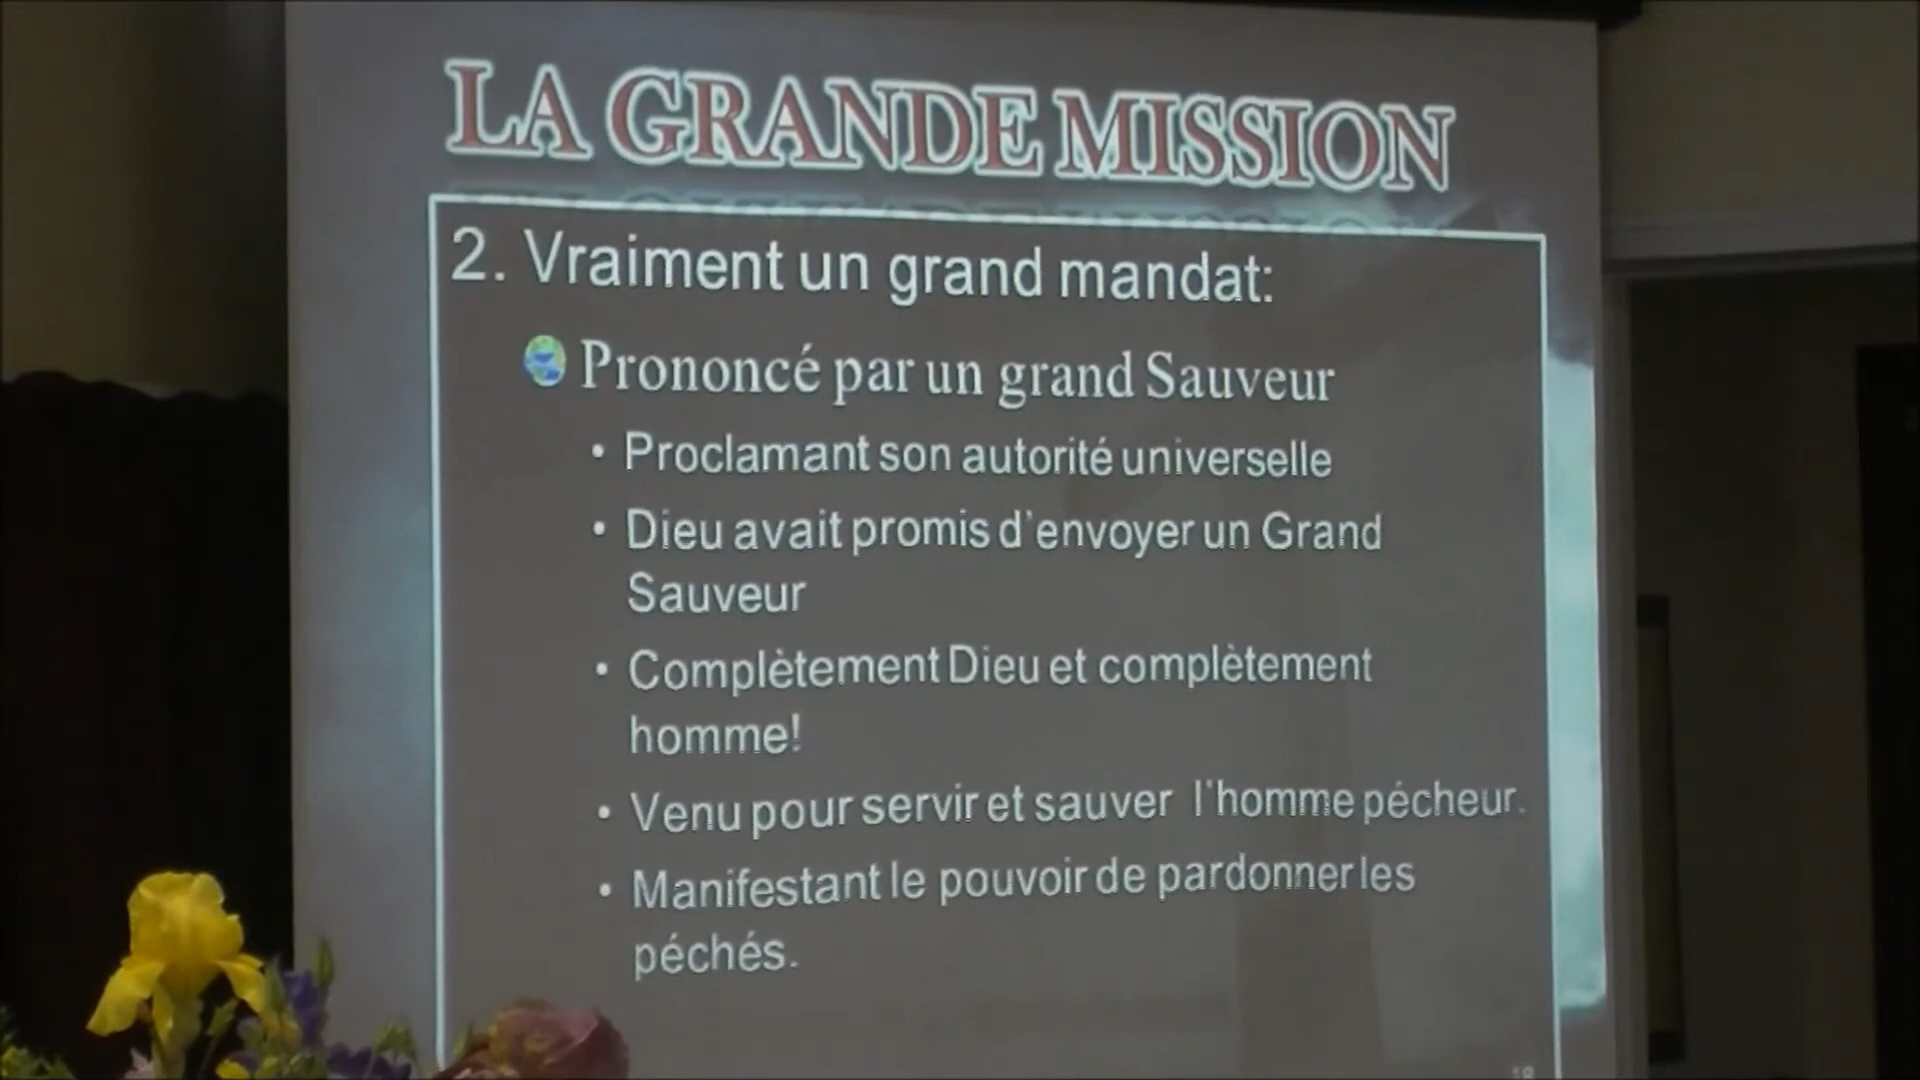 LA GRANDE MISSION
2. Vraiment un grand mandat:
Prononcé par un grand Sauveur
• Proclamant son autorité universelle
• Dieu avait promis d'envoyer un Grand
Sauveur
• Complètement Dieu et complètement
homme!
• Venu pour servir et sauver l'homme pécheur.
• Manifestant le pouvoir de pardonner les
péchés.